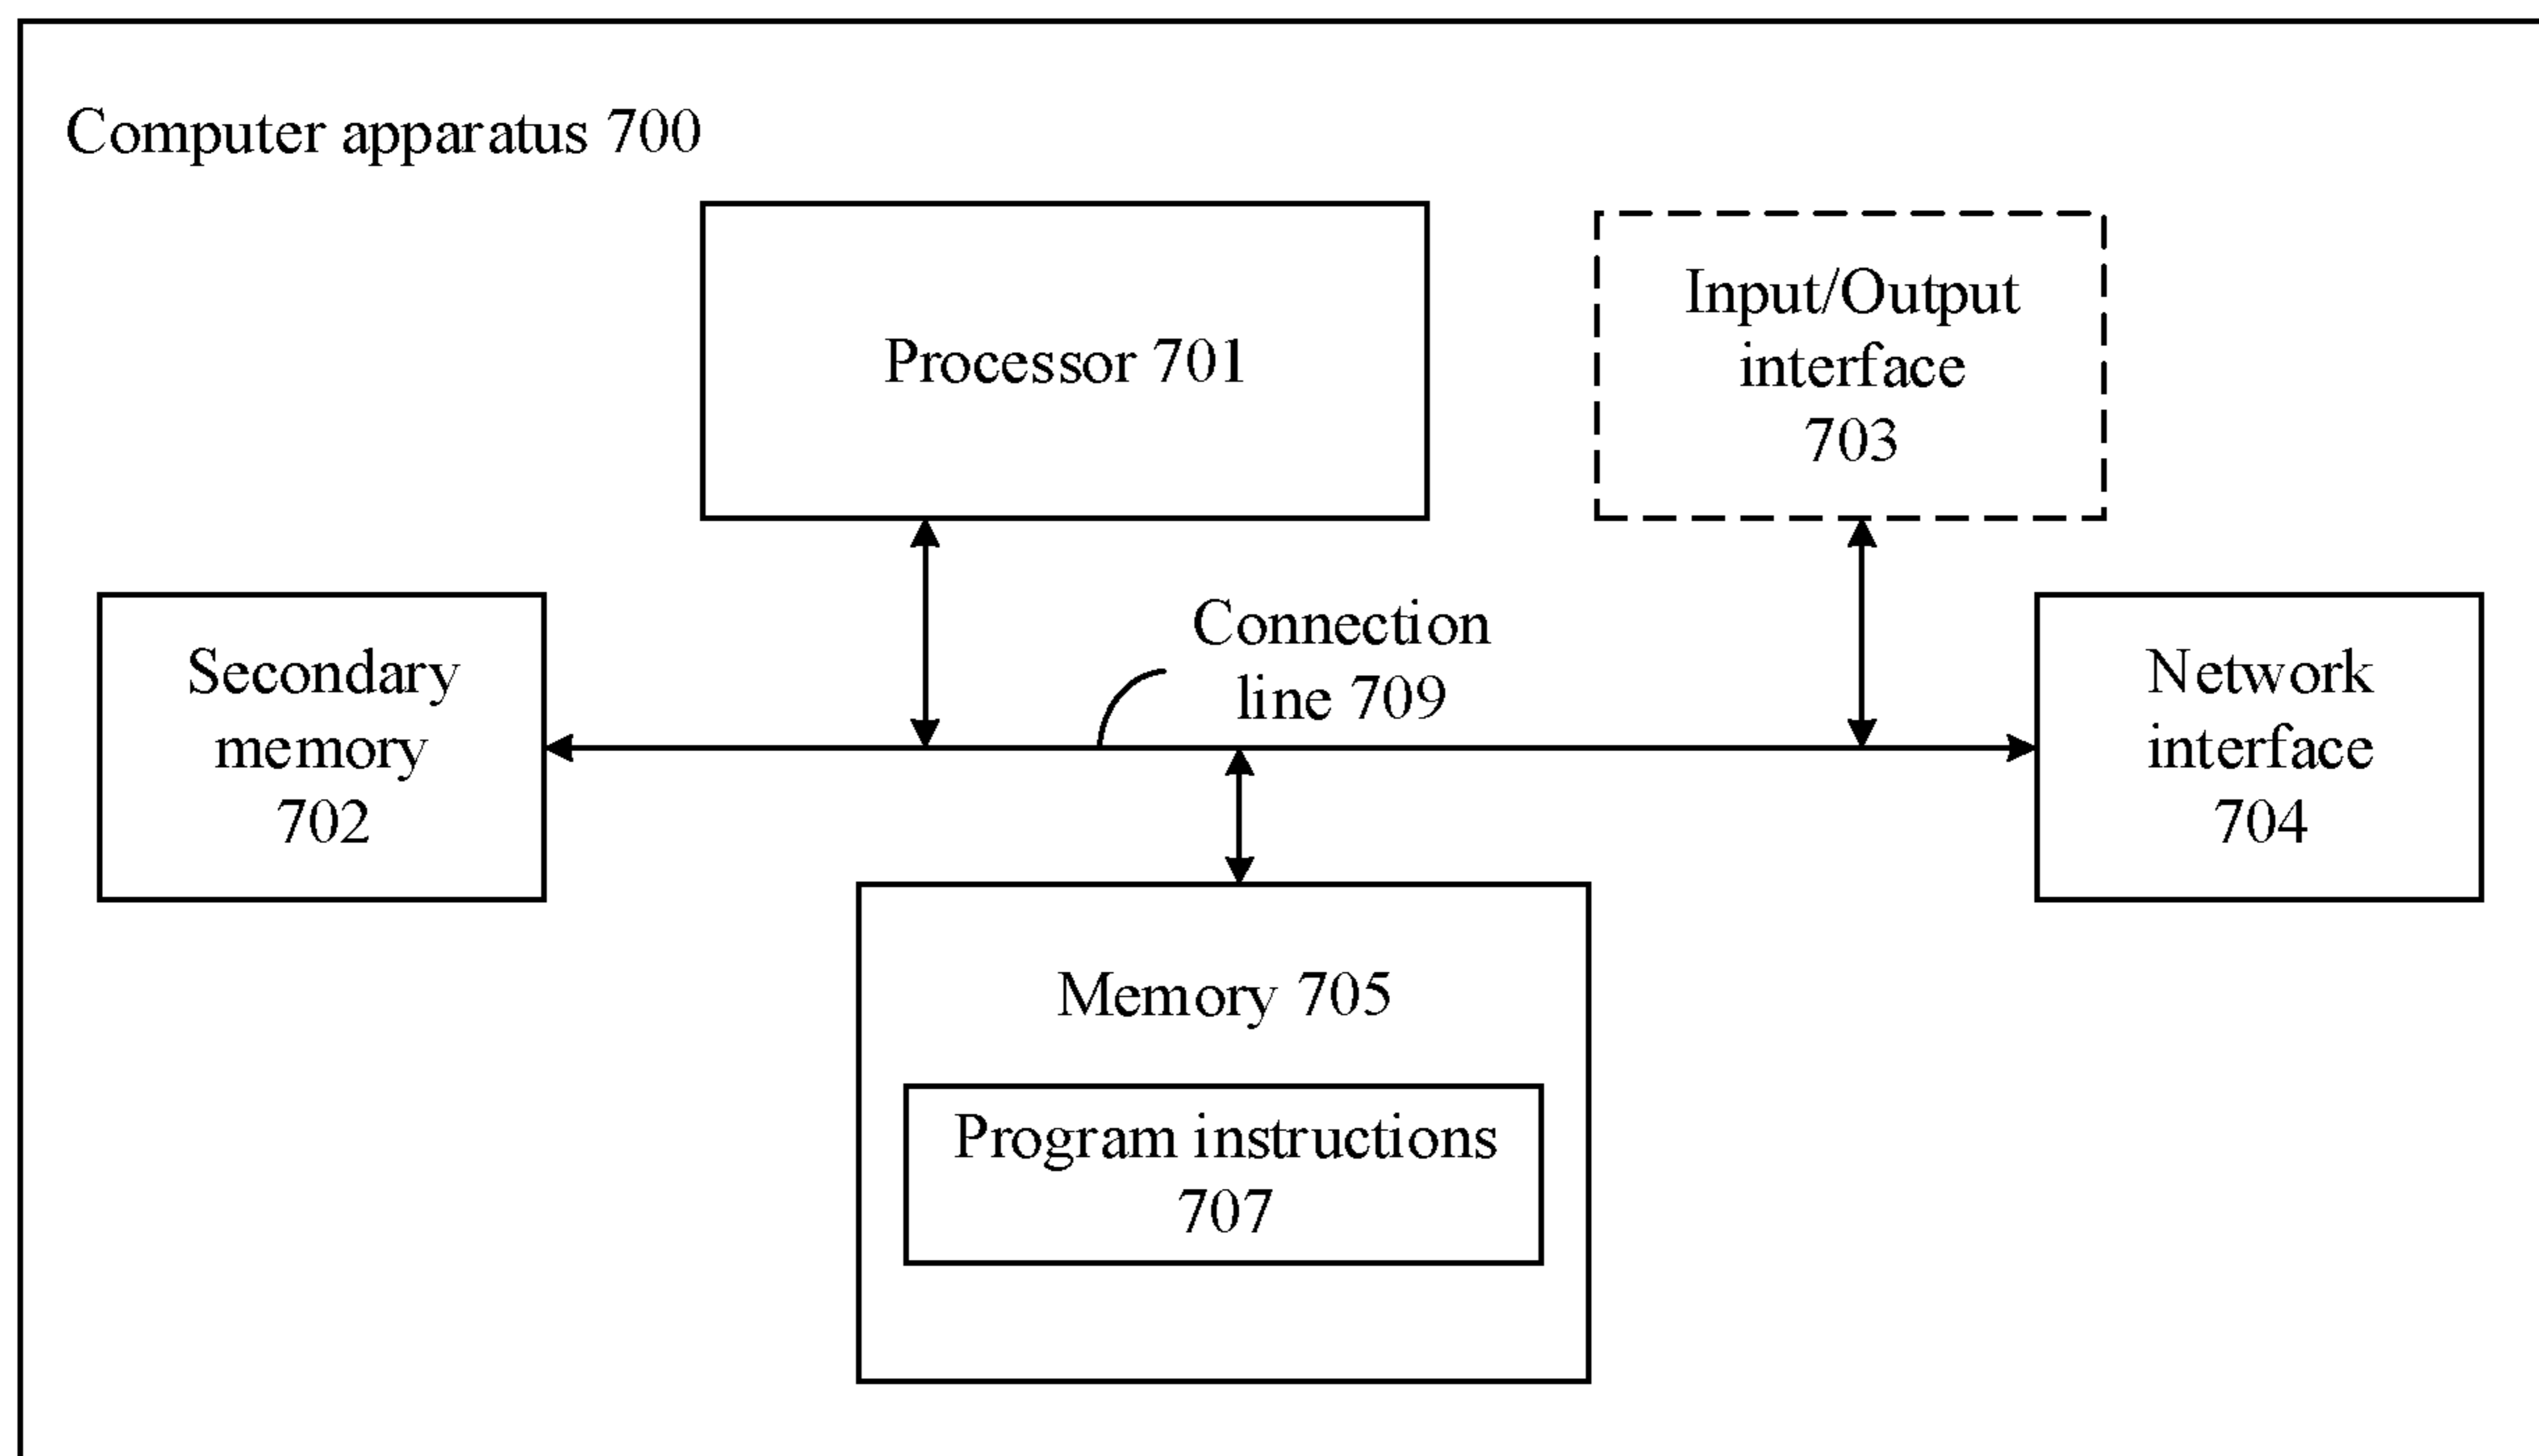 Computer apparatus 700
Processor 701
Input/Output
interface
703
Connection
line 709
Secondary
memory
702
Network
interface
704
Memory 705
Program instructions
707